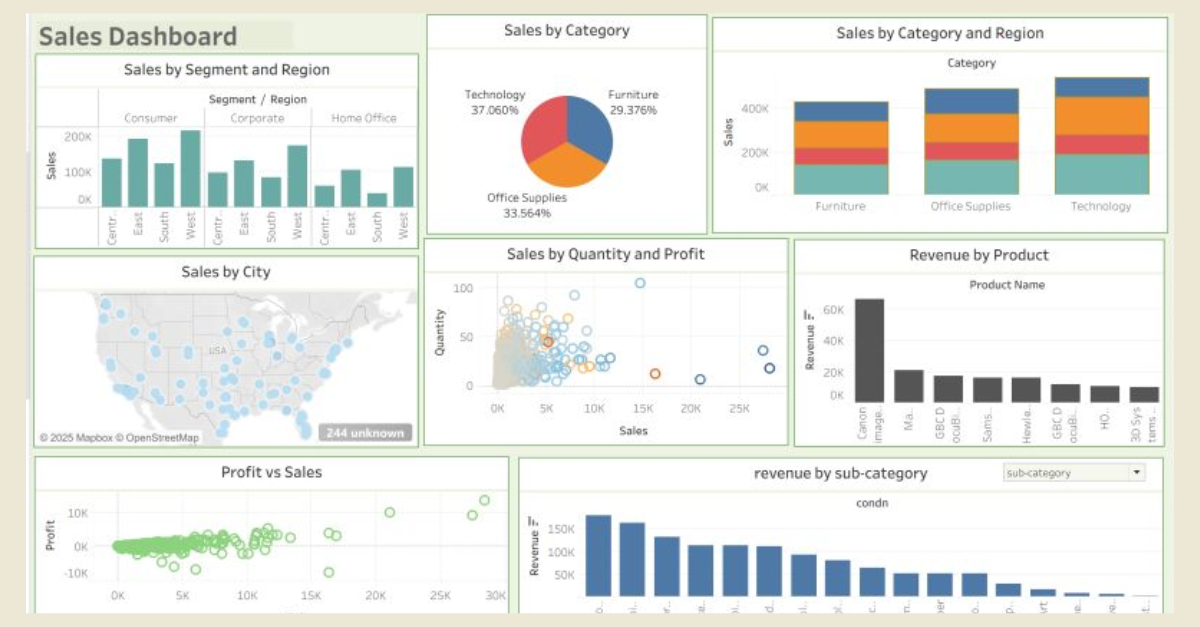 Sales Dashboard
Sales by Segment and Region
Segment / Region
Consumer Corporate Home Office
Sales
200K
100K
0K
Centr.. East South West Centr.. East South West Centr.. East South West
Sales by Category
Technology
37.060%
Furniture
29.376%
Office Supplies
33.564%
Sales by Category and Region
Category
Sales
400K
200K
0K
Furniture Office Supplies Technology
Sales by City
USA
© 2025 Mapbox © OpenStreetMap
244 unknown
Sales by Quantity and Profit
Quantity
100
50
0
0K 5K 10K 15K 20K 25K
Sales
Revenue by Product
Product Name
Revenue
60K
40K
20K
0K
Canon image..
Ma..
GBC D ocuBi..
Sams..
Hewle..
GBC D ocuBi..
HO..
3D Sys tems ..
Profit vs Sales
Profit
10K
0K
-10K
0K 5K 10K 15K 20K 25K 30K
revenue by sub-category
sub-category
condn
Revenue
150K
100K
50K